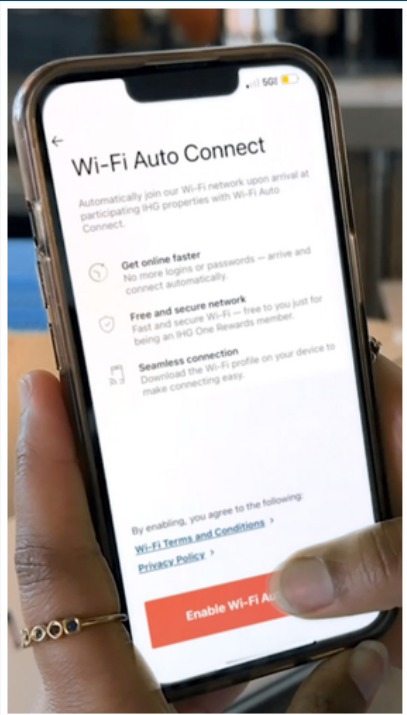 5G
Wi-Fi Auto Connect
Automatically join our Wi-Fi network upon arrival at
participating IHG properties with Wi-Fi Auto
Connect.
Get online faster
No more logins or passwords — arrive and
connect automatically.
Free and secure network
Fast and secure Wi-Fi — free to you just for
being an IHG One Rewards member.
Seamless connection
Download the Wi-Fi profile on your device to
make connecting easy.
By enabling, you agree to the following:
Wi-Fi Terms and Conditions >
Privacy Policy >
Enable Wi-Fi Au